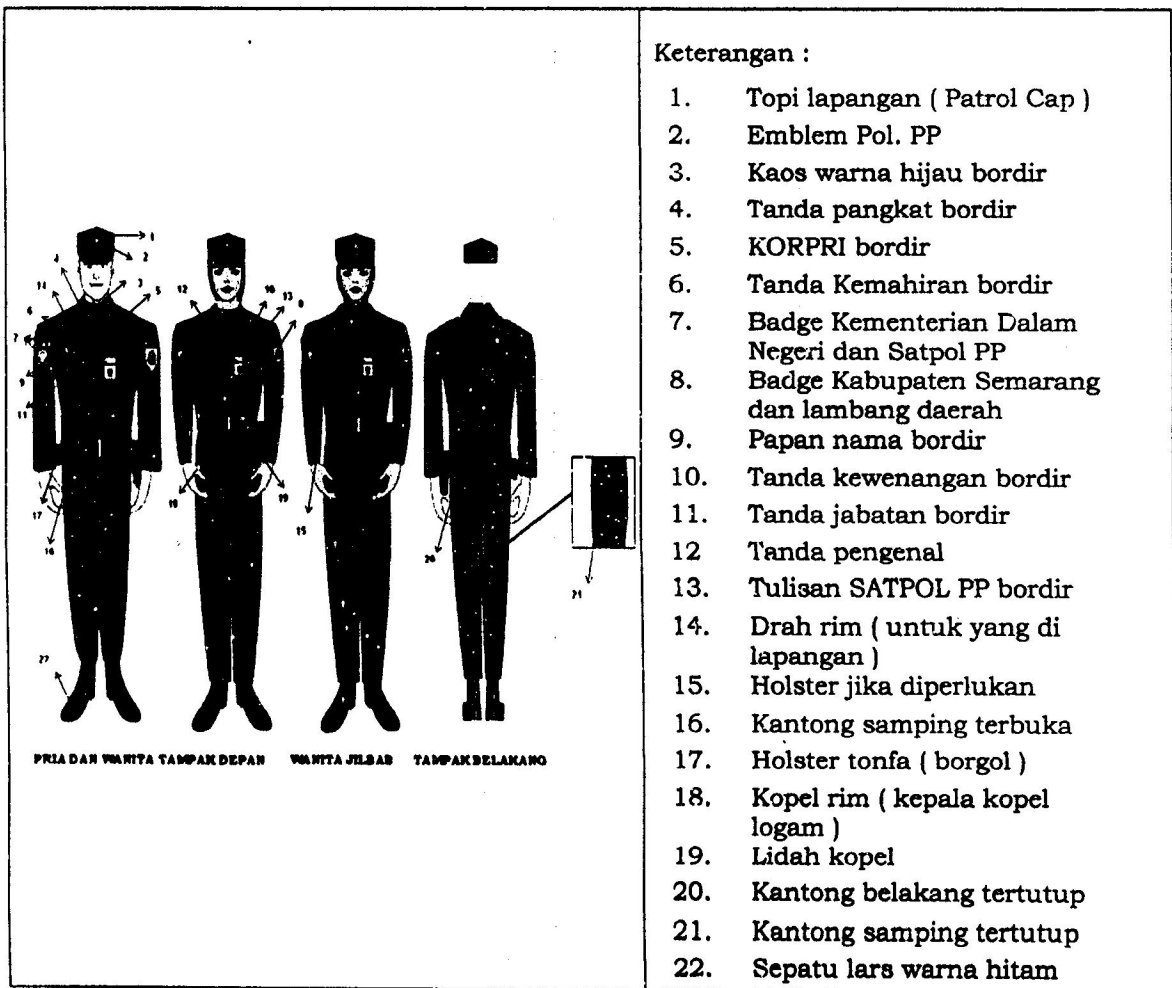 Keterangan :
1. Topi lapangan ( Patrol Cap )
2. Emblem Pol. PP
3. Kaos warna hijau bordir
4. Tanda pangkat bordir
5. KORPRI bordir
6. Tanda Kemahiran bordir
7. Badge Kementerian Dalam
Negeri dan Satpol PP
8. Badge Kabupaten Semarang
dan lambang daerah
9. Papan nama bordir
10. Tanda kewenangan bordir
11. Tanda jabatan bordir
12 Tanda pengenal
13. Tulisan SATPOL PP bordir
14. Drah rim ( untuk yang di
lapangan )
15. Holster jika diperlukan
16. Kantong samping terbuka
17. Holster tonfa ( borgol )
18. Kopel rim ( kepala kopel
logam )
19. Lidah kopel
20. Kantong belakang tertutup
21. Kantong samping tertutup
22. Sepatu lars warna hitam
PRIA DAN WANITA TAMPAK DEPAN
WANITA JILBAB
TAMPAK BELAKANG